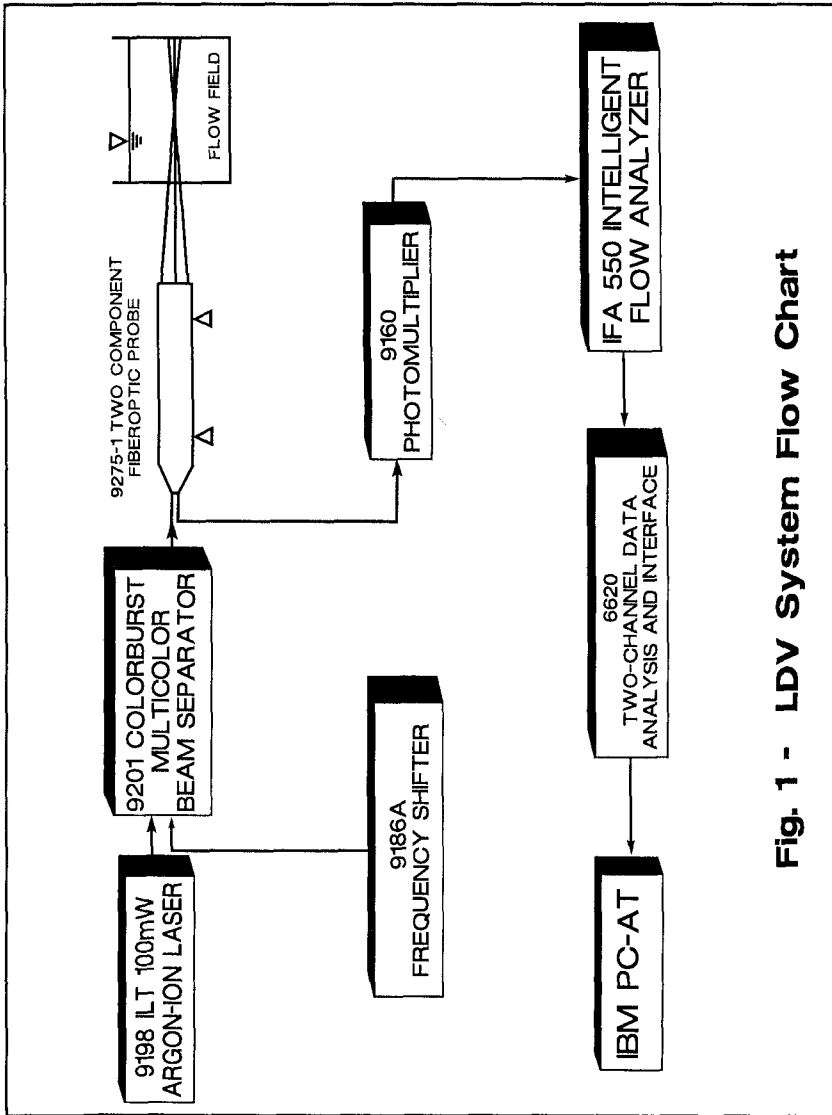 9198 ILT 100mW
ARGON-ION LASER
9201 COLORBURST
MULTICOLOR
BEAM SEPARATOR
9275-1 TWO COMPONENT
FIBEROPTIC PROBE
FLOW FIELD
9186A
FREQUENCY SHIFTER
9160
PHOTOMULTIPLIER
IBM PC-AT
6620
TWO-CHANNEL DATA
ANALYSIS AND INTERFACE
IFA 550 INTELLIGENT
FLOW ANALYZER
Fig. 1 - LDV System Flow Chart